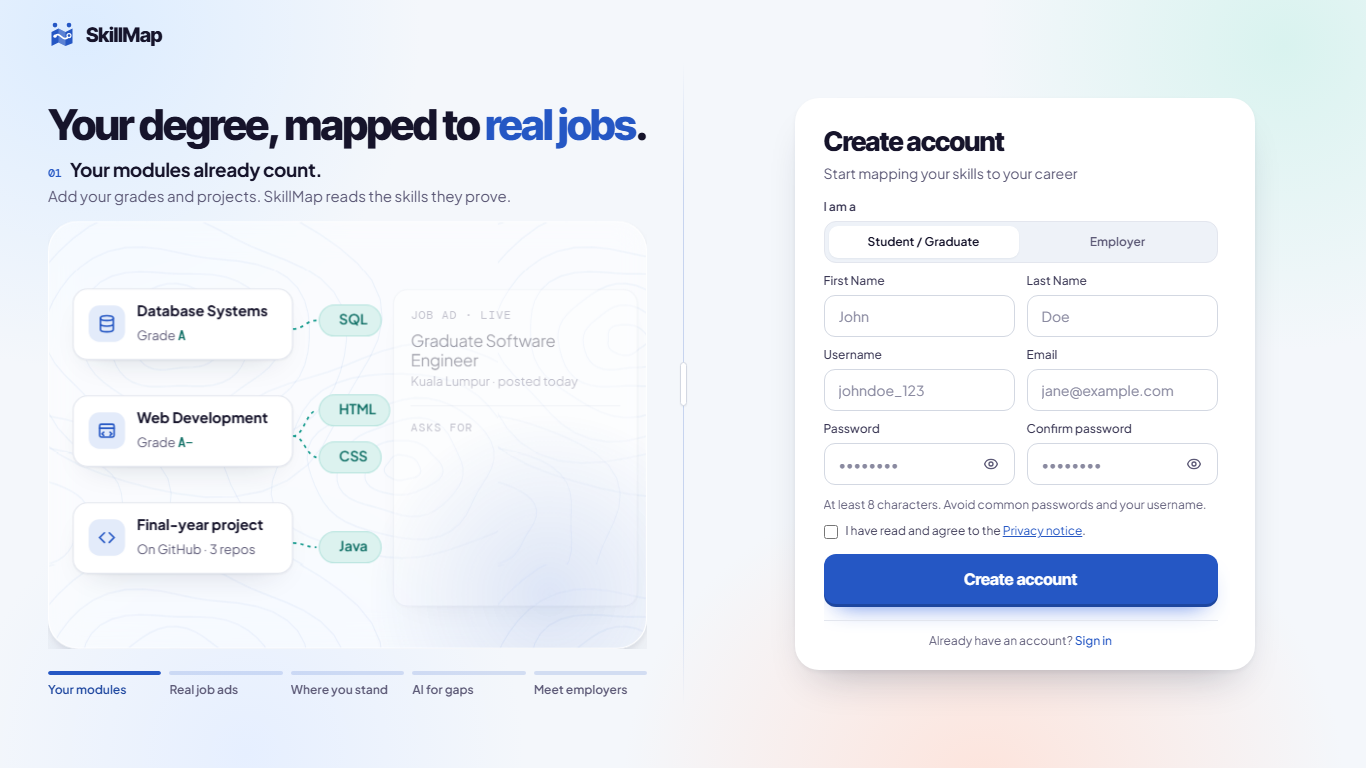 SkillMap
Your degree, mapped to real jobs.
01 Your modules already count.
Add your grades and projects. SkillMap reads the skills they prove.
Database Systems
Grade A
SQL
Web Development
Grade A−
HTML
CSS
Final-year project
On GitHub · 3 repos
Java
JOB AD · LIVE
Graduate Software
Engineer
Kuala Lumpur · posted today
ASKS FOR
Your modules
Real job ads
Where you stand
AI for gaps
Meet employers
Create account
Start mapping your skills to your career
I am a
Student / Graduate
Employer
First Name
Last Name
John
Doe
Username
Email
johndoe_123
jane@example.com
Password
Confirm password
••••••••
••••••••
At least 8 characters. Avoid common passwords and your username.
I have read and agree to the Privacy notice.
Create account
Already have an account? Sign in